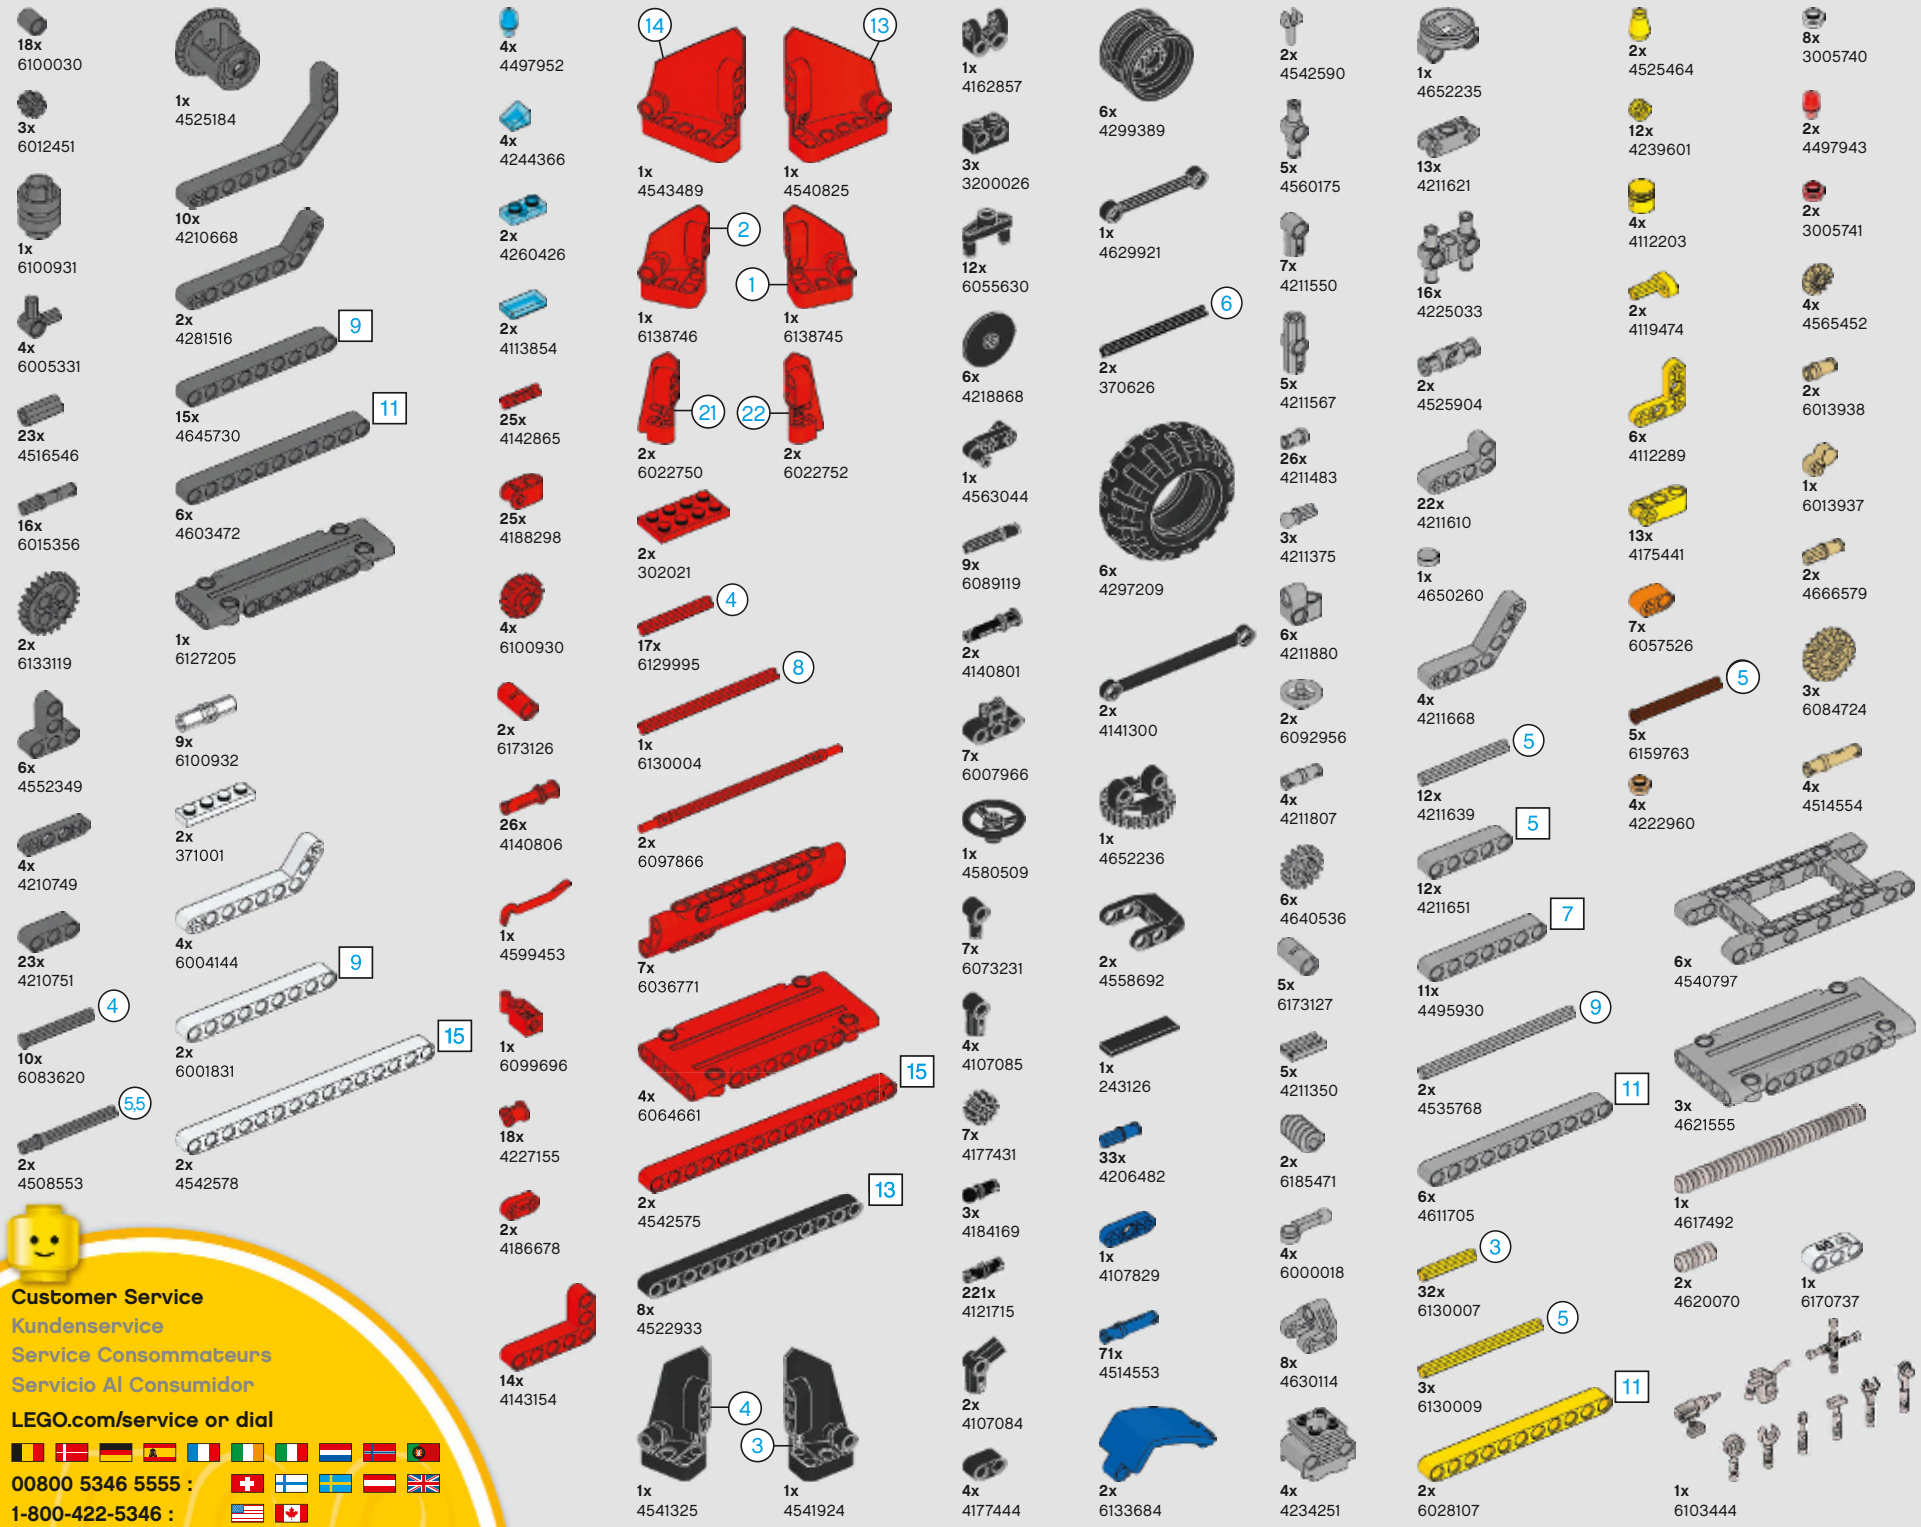 18x
6100030
3x
6012451
1x
6100931
4x
6005331
23x
4516546
16x
6015356
2x
6133119
6x
4552349
4x
4210749
23x
4210751
4
10x
6083620
5,5
2x
4508553
1x
4525184
10x
4210668
2x
4281516
9
15x
4645730
11
6x
4603472
1x
6127205
9x
6100932
2x
371001
4x
6004144
9
2x
6001831
15
2x
4542578
4x
4497952
4x
4244366
2x
4260426
2x
4113854
25x
4142865
25x
4188298
4x
6100930
2x
6173126
26x
4140806
1x
4599453
1x
6099696
18x
4227155
2x
4186678
14x
4143154
14
1x
4543489
13
1x
4540825
2
1x
6138746
1
1x
6138745
21
2x
6022750
22
2x
6022752
2x
302021
4
17x
6129995
8
1x
6130004
2x
6097866
7x
6036771
4x
6064661
15
2x
4542575
13
8x
4522933
4
1x
4541325
3
1x
4541924
1x
4162857
3x
3200026
12x
6055630
6x
4218868
1x
4563044
9x
6089119
2x
4140801
7x
6007966
1x
4580509
7x
6073231
4x
4107085
7x
4177431
3x
4184169
221x
4121715
2x
4107084
4x
4177444
6x
4299389
1x
4629921
6
2x
370626
6x
4297209
2x
4141300
1x
4652236
2x
4558692
1x
243126
33x
4206482
1x
4107829
71x
4514553
2x
6133684
2x
4542590
5x
4560175
7x
4211550
5x
4211567
26x
4211483
3x
4211375
6x
4211880
2x
6092956
4x
4211807
6x
4640536
5x
6173127
5x
4211350
2x
6185471
4x
6000018
8x
4630114
4x
4234251
1x
4652235
13x
4211621
16x
4225033
2x
4525904
22x
4211610
1x
4650260
4x
4211668
5
12x
4211639
5
12x
4211651
7
11x
4495930
9
2x
4535768
11
6x
4611705
3
32x
6130007
5
3x
6130009
11
2x
6028107
2x
4525464
12x
4239601
4x
4112203
2x
4119474
6x
4112289
13x
4175441
7x
6057526
5
5x
6159763
4x
4222960
8x
3005740
2x
4497943
2x
3005741
4x
4565452
2x
6013938
1x
6013937
2x
4666579
3x
6084724
4x
4514554
6x
4540797
3x
4621555
1x
4617492
2x
4620070
1x
6170737
1x
6103444
Customer Service
Kundenservice
Service Consommateurs
Servicio Al Consumidor
LEGO.com/service or dial
00800 5346 5555 :
1-800-422-5346 :